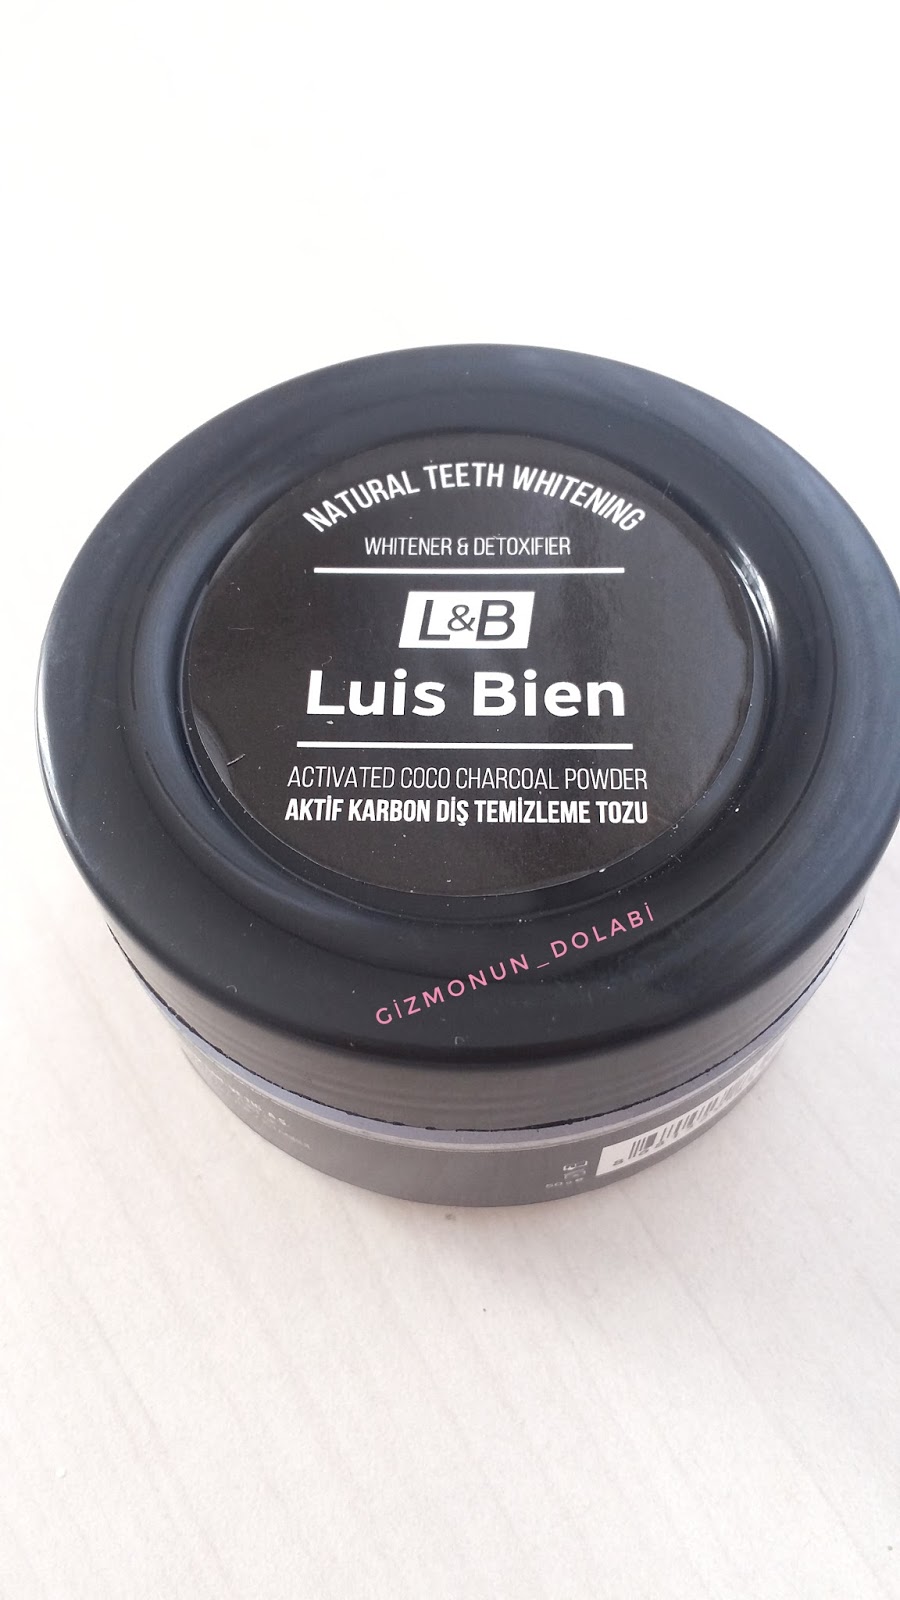 NATURAL TEETH WHITENING
WHITENER & DETOXIFIER
L&B
Luis Bien
ACTIVATED COCO CHARCOAL POWDER
AKTİF KARBON DİŞ TEMİZLEME TOZU
GİZMONUN_DOLABİ